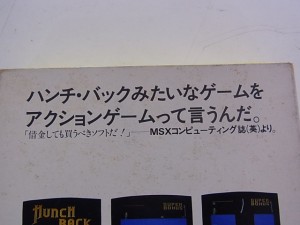 ハンチ・バックみたいなゲームを
アクションゲームって言うんだ。
「借金しても買うべきソフトだ!」――MSXコンピューティング誌(英)より。
HUNCH
BACK